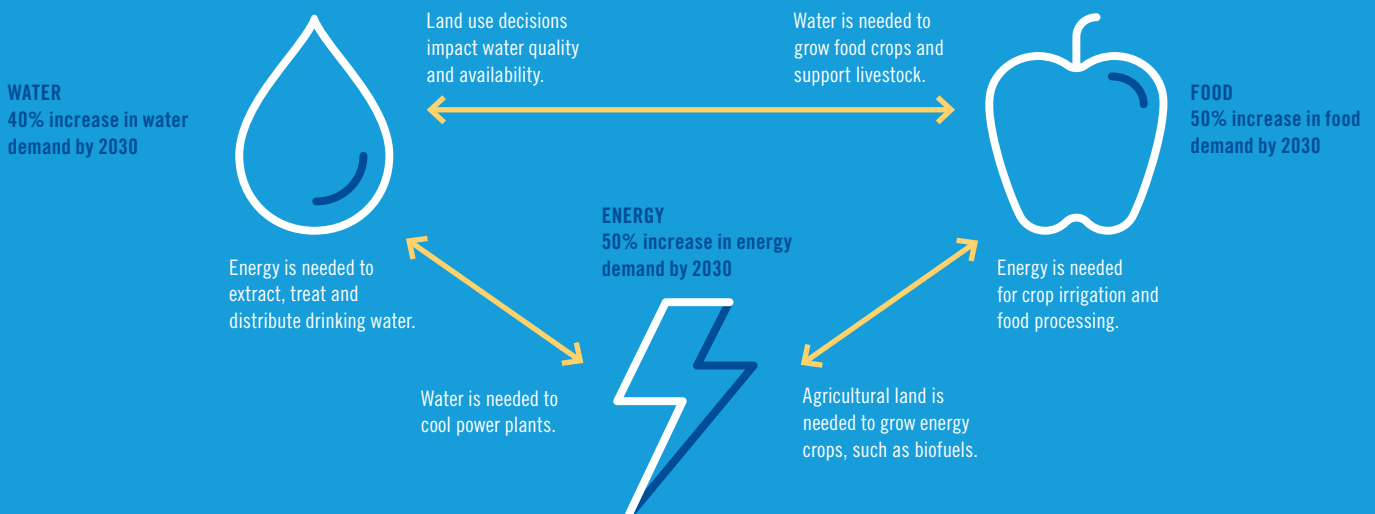 Land use decisions
impact water quality
and availability.
Water is needed to
grow food crops and
support livestock.
WATER
40% increase in water
demand by 2030
FOOD
50% increase in food
demand by 2030
ENERGY
50% increase in energy
demand by 2030
Energy is needed to
extract, treat and
distribute drinking water.
Energy is needed
for crop irrigation and
food processing.
Water is needed to
cool power plants.
Agricultural land is
needed to grow energy
crops, such as biofuels.